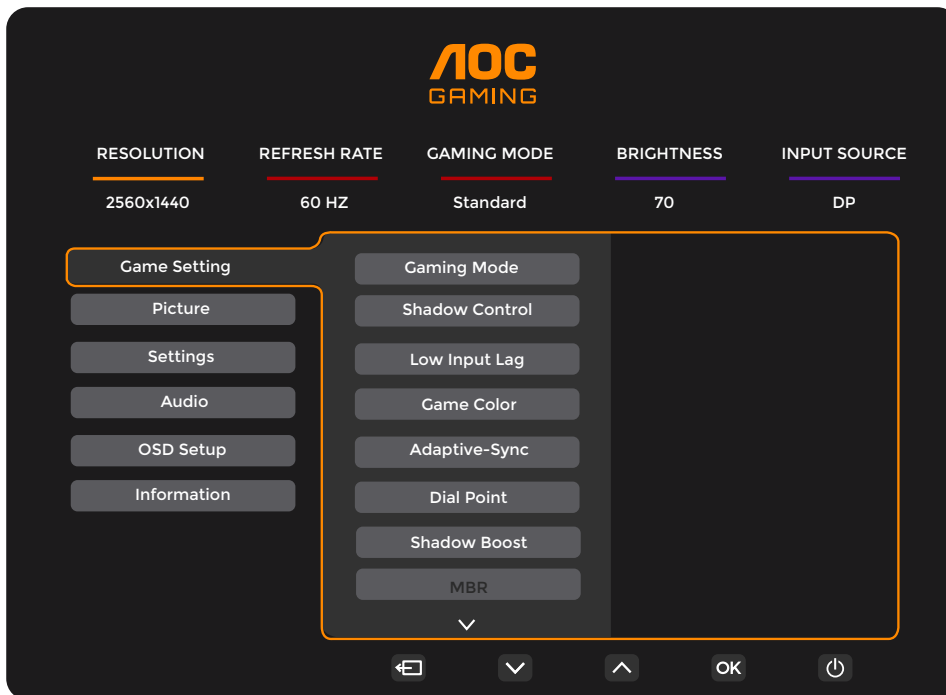 AOC
GAMING
RESOLUTION REFRESH RATE GAMING MODE BRIGHTNESS INPUT SOURCE
2560x1440 60 HZ Standard 70 DP
Game Setting
Picture
Settings
Audio
OSD Setup
Information
Gaming Mode
Shadow Control
Low Input Lag
Game Color
Adaptive-Sync
Dial Point
Shadow Boost
MBR
OK